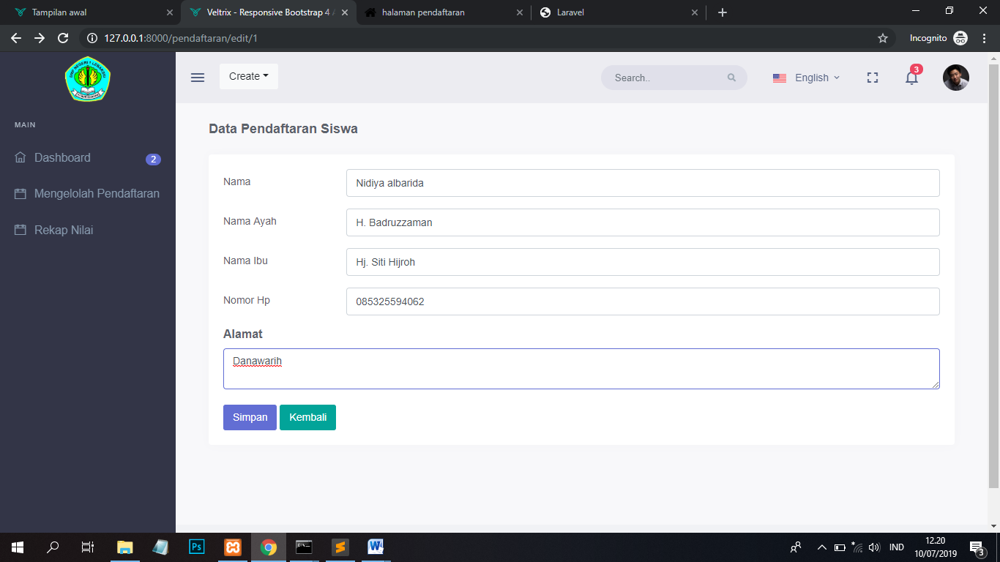 Tampilan awal
Veltrix - Responsive Bootstrap 4
halaman pendaftaran
Laravel
127.0.0.1:8000/pendaftaran/edit/1
Incognito
Create
Search..
English
3
MAIN
Dashboard
2
Mengelolah Pendaftaran
Rekap Nilai
Data Pendaftaran Siswa
Nama
Nidiya albarida
Nama Ayah
H. Badruzzaman
Nama Ibu
Hj. Siti Hijroh
Nomor Hp
085325594062
Alamat
Danawarih
Simpan
Kembali
Ps
IND
12.20
10/07/2019
3